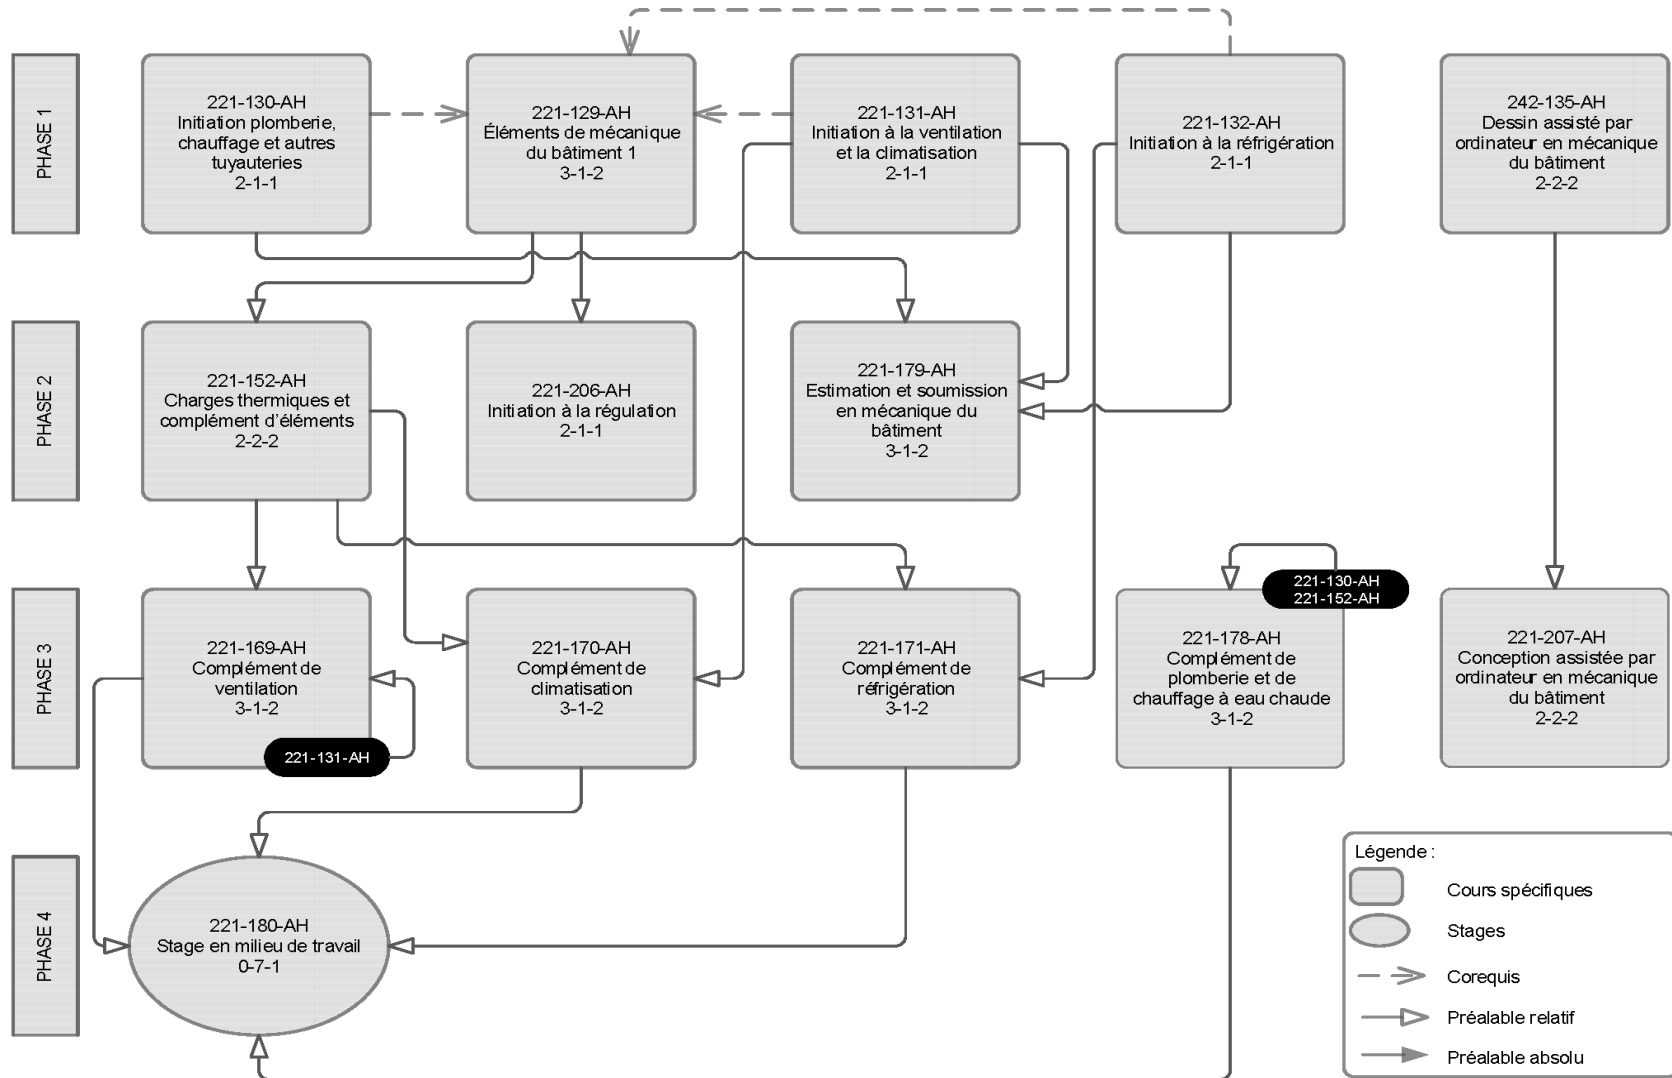 PHASE 1
221-130-AH
Initiation plomberie,
chauffage et autres
tuyauteries
2-1-1
221-129-AH
Éléments de mécanique
du bâtiment 1
3-1-2
221-131-AH
Initiation à la ventilation
et la climatisation
2-1-1
221-132-AH
Initiation à la réfrigération
2-1-1
242-135-AH
Dessin assisté par
ordinateur en mécanique
du bâtiment
2-2-2
PHASE 2
221-152-AH
Charges thermiques et
complément d'éléments
2-2-2
221-206-AH
Initiation à la régulation
2-1-1
221-179-AH
Estimation et soumission
en mécanique du
bâtiment
3-1-2
PHASE 3
221-169-AH
Complément de
ventilation
3-1-2
221-131-AH
221-170-AH
Complément de
climatisation
3-1-2
221-171-AH
Complément de
réfrigération
3-1-2
221-130-AH
221-152-AH
221-178-AH
Complément de
plomberie et de
chauffage à eau chaude
3-1-2
221-207-AH
Conception assistée par
ordinateur en mécanique
du bâtiment
2-2-2
PHASE 4
221-180-AH
Stage en milieu de travail
0-7-1
Légende :
Cours spécifiques
Stages
Corequis
Préalable relatif
Préalable absolu